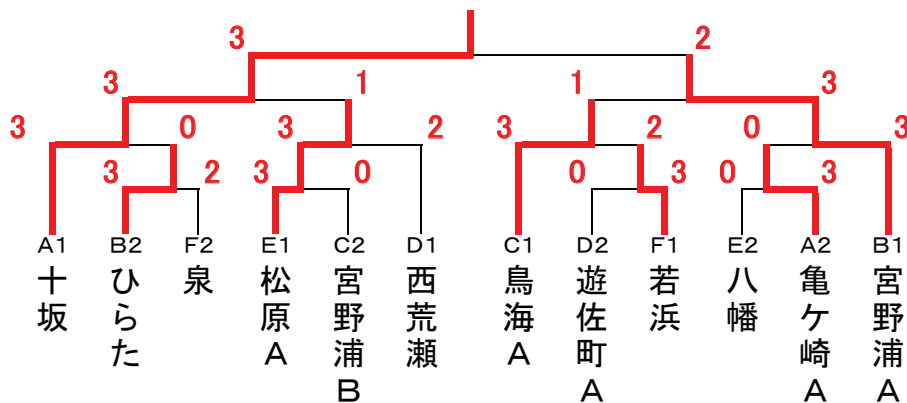 3 2
3 1 1 3
3 0 3 2 3 2 0 3
3 2 3 0 0 3 0 3
A1 B2 F2 E1 C2 D1 C1 D2 F1 E2 A2 B1
十坂
ひらた
泉
松原A
宮野浦B
西荒瀬
鳥海A
遊佐町A
若浜
八幡
亀ケ崎A
宮野浦A